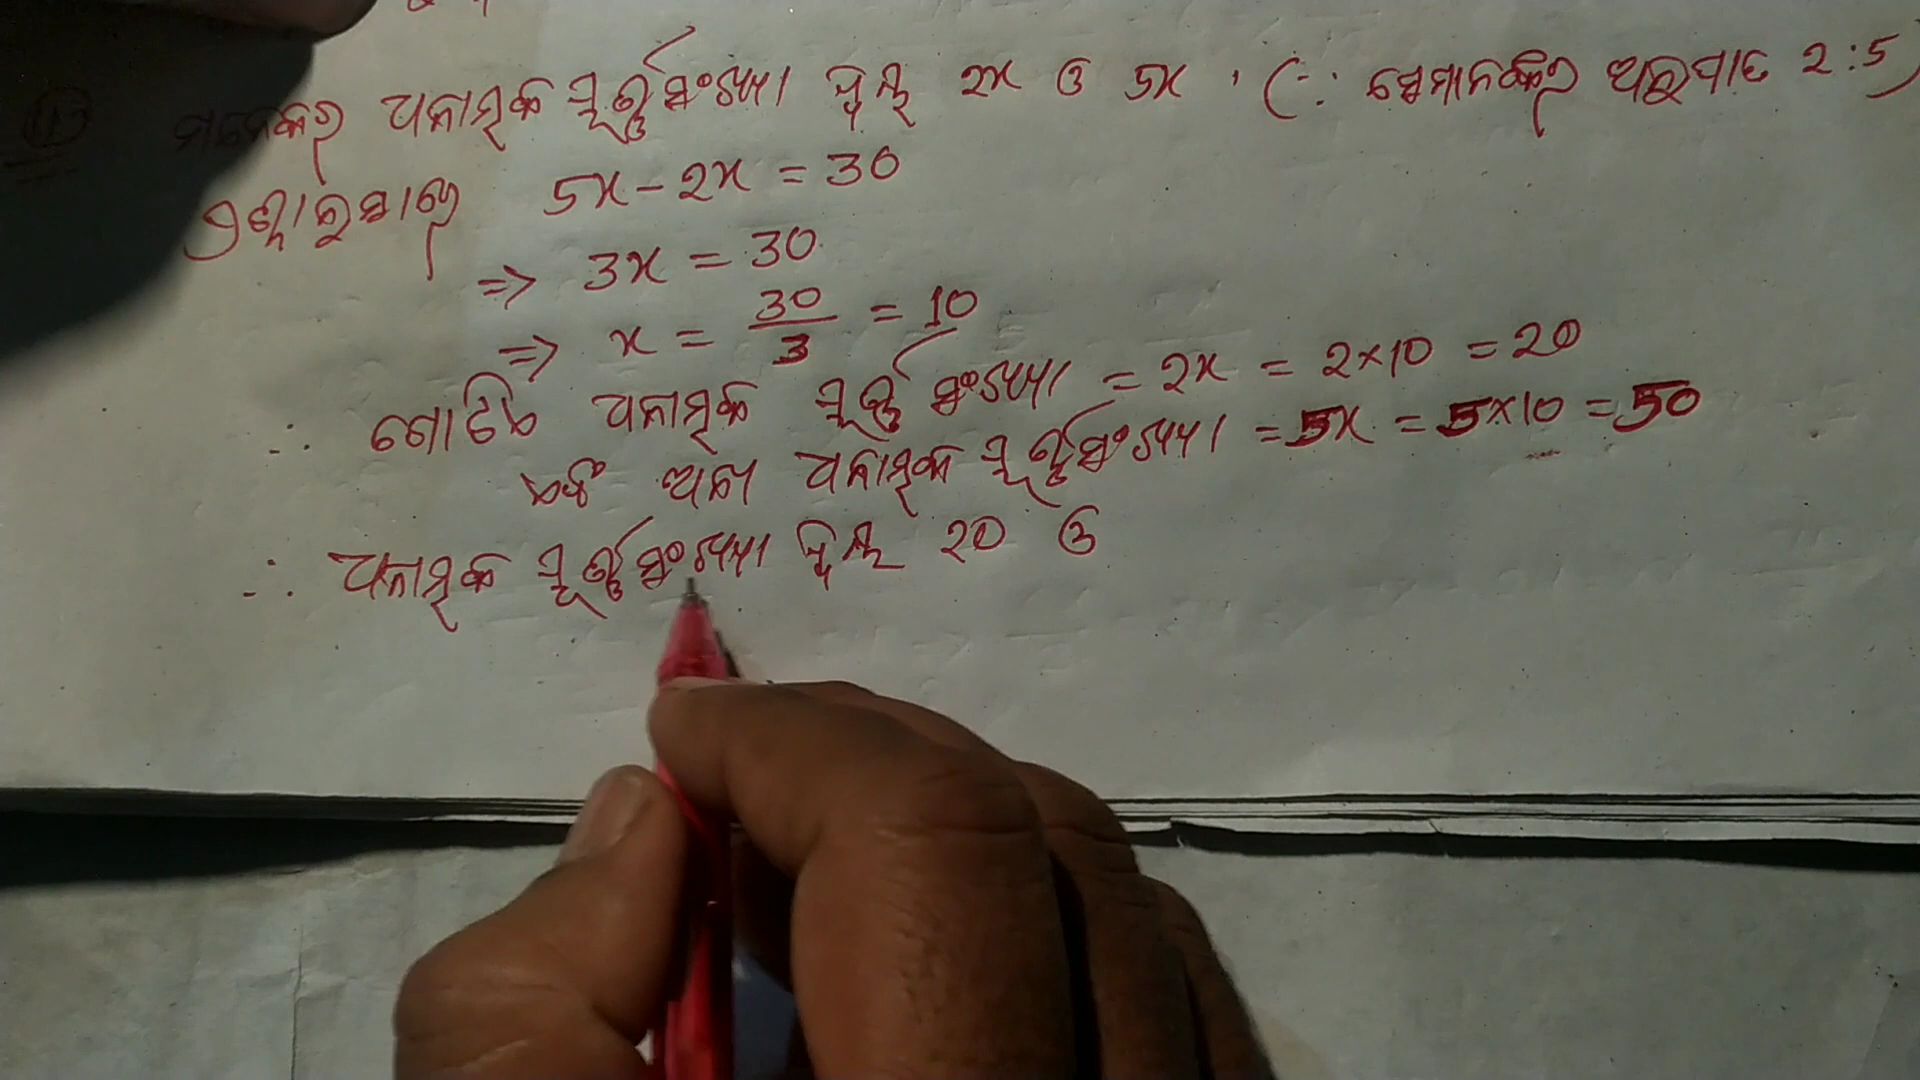 ମନେକର ଧନାତ୍ମକ ପୂର୍ଣ୍ଣସଂଖ୍ୟା ଦ୍ୱୟ 2x ଓ 5x । (∵ ସେମାନଙ୍କର ଅନୁପାତ 2:5)
ପ୍ରଶ୍ନାନୁସାରେ 5x - 2x = 30
⇒ 3x = 30
⇒ x = 30/3 = 10
∴ ଗୋଟିଏ ଧନାତ୍ମକ ପୂର୍ଣ୍ଣ ସଂଖ୍ୟା = 2x = 2×10 = 20
ଏବଂ ଅନ୍ୟ ଧନାତ୍ମକ ପୂର୍ଣ୍ଣସଂଖ୍ୟା = 5x = 5×10 = 50
∴ ଧନାତ୍ମକ ପୂର୍ଣ୍ଣସଂଖ୍ୟା ଦ୍ୱୟ 20 ଓ